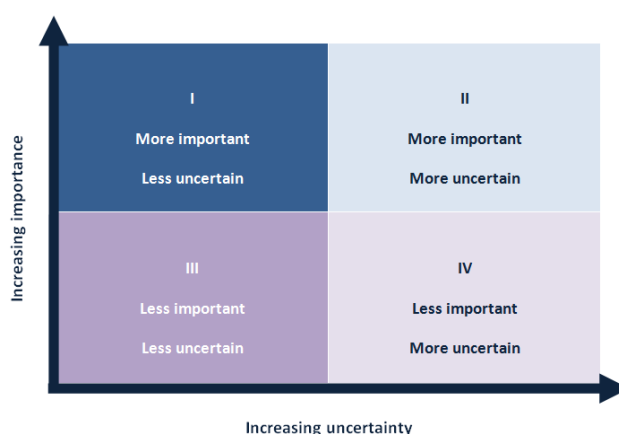 Increasing importance
I
More important
Less uncertain
II
More important
More uncertain
III
Less important
Less uncertain
IV
Less important
More uncertain
Increasing uncertainty